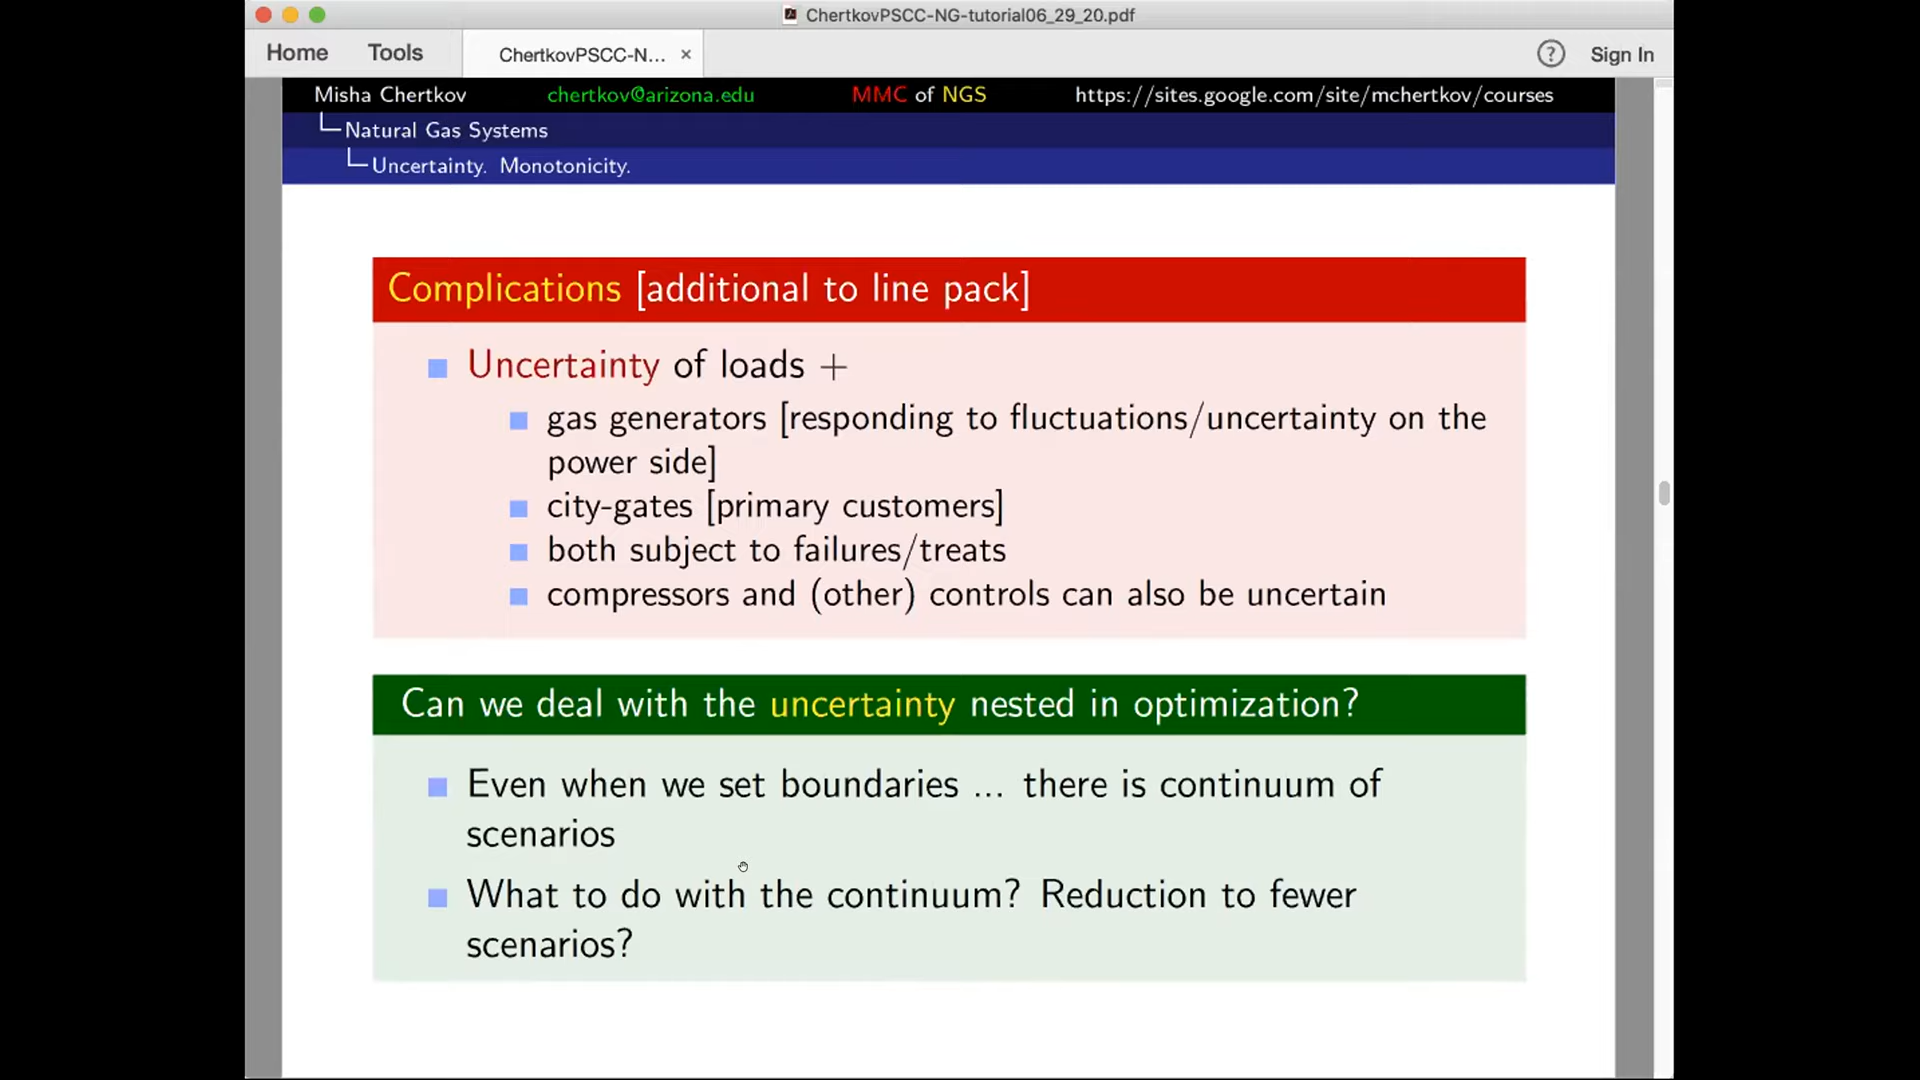 ChertkovPSCC-NG-tutorial06_29_20.pdf
Home Tools ChertkovPSCC-N... × ? Sign In
Misha Chertkov chertkov@arizona.edu MMC of NGS https://sites.google.com/site/mchertkov/courses
Natural Gas Systems
Uncertainty. Monotonicity.
Complications [additional to line pack]
Uncertainty of loads +
gas generators [responding to fluctuations/uncertainty on the
power side]
city-gates [primary customers]
both subject to failures/treats
compressors and (other) controls can also be uncertain
Can we deal with the uncertainty nested in optimization?
Even when we set boundaries ... there is continuum of
scenarios
What to do with the continuum? Reduction to fewer
scenarios?